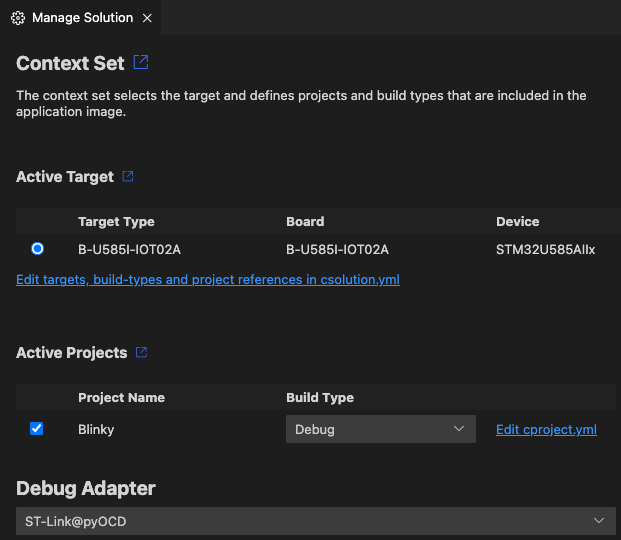 Manage Solution
Context Set
The context set selects the target and defines projects and build types that are included in the
application image.
Active Target
Target Type Board Device
B-U585I-IOT02A B-U585I-IOT02A STM32U585AIIx
Edit targets, build-types and project references in csolution.yml
Active Projects
Project Name Build Type
Blinky Debug Edit cproject.yml
Debug Adapter
ST-Link@pyOCD